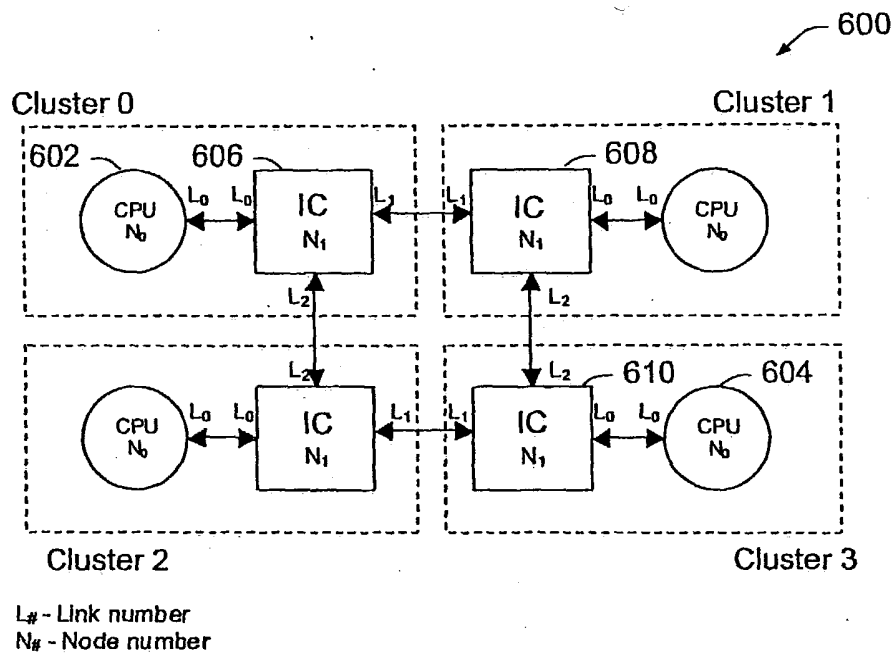 600
Cluster 0
Cluster 1
602
606
608
CPU
N₀
L₀
L₀
IC
N₁
L₁
L₁
IC
N₁
L₀
L₀
CPU
N₀
L₂
L₂
L₂
L₂
610
604
CPU
N₀
L₀
L₀
IC
N₁
L₁
L₁
IC
N₁
L₀
L₀
CPU
N₀
Cluster 2
Cluster 3
L# - Link number
N# - Node number